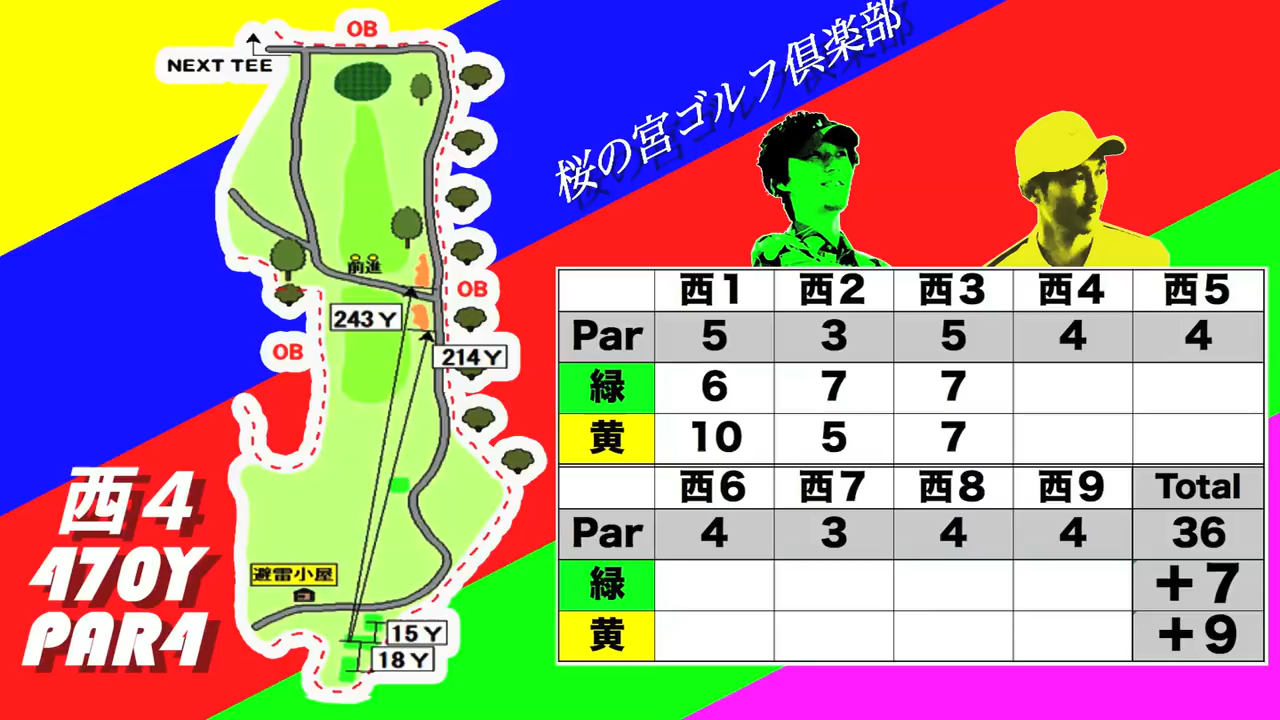 OB
NEXT TEE
前進
OB
243Y
214Y
OB
避雷小屋
15Y
18Y
西4
470Y
PAR4
桜の宮ゴルフ倶楽部
西1 西2 西3 西4 西5
Par 5 3 5 4 4
緑 6 7 7
黄 10 5 7
西6 西7 西8 西9 Total
Par 4 3 4 4 36
緑 +7
黄 +9